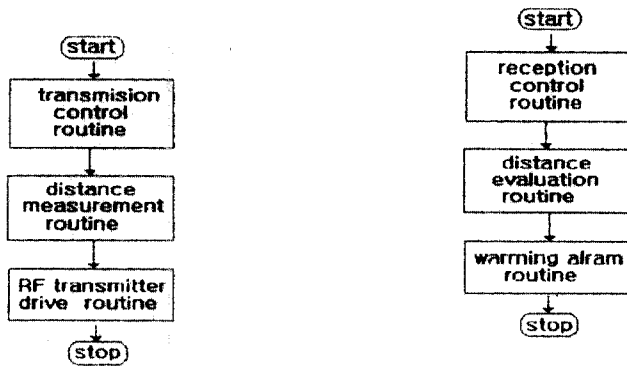 start
transmision
control
routine
distance
measurement
routine
RF transmitter
drive routine
stop
start
reception
control
routine
distance
evaluation
routine
warming alram
routine
stop